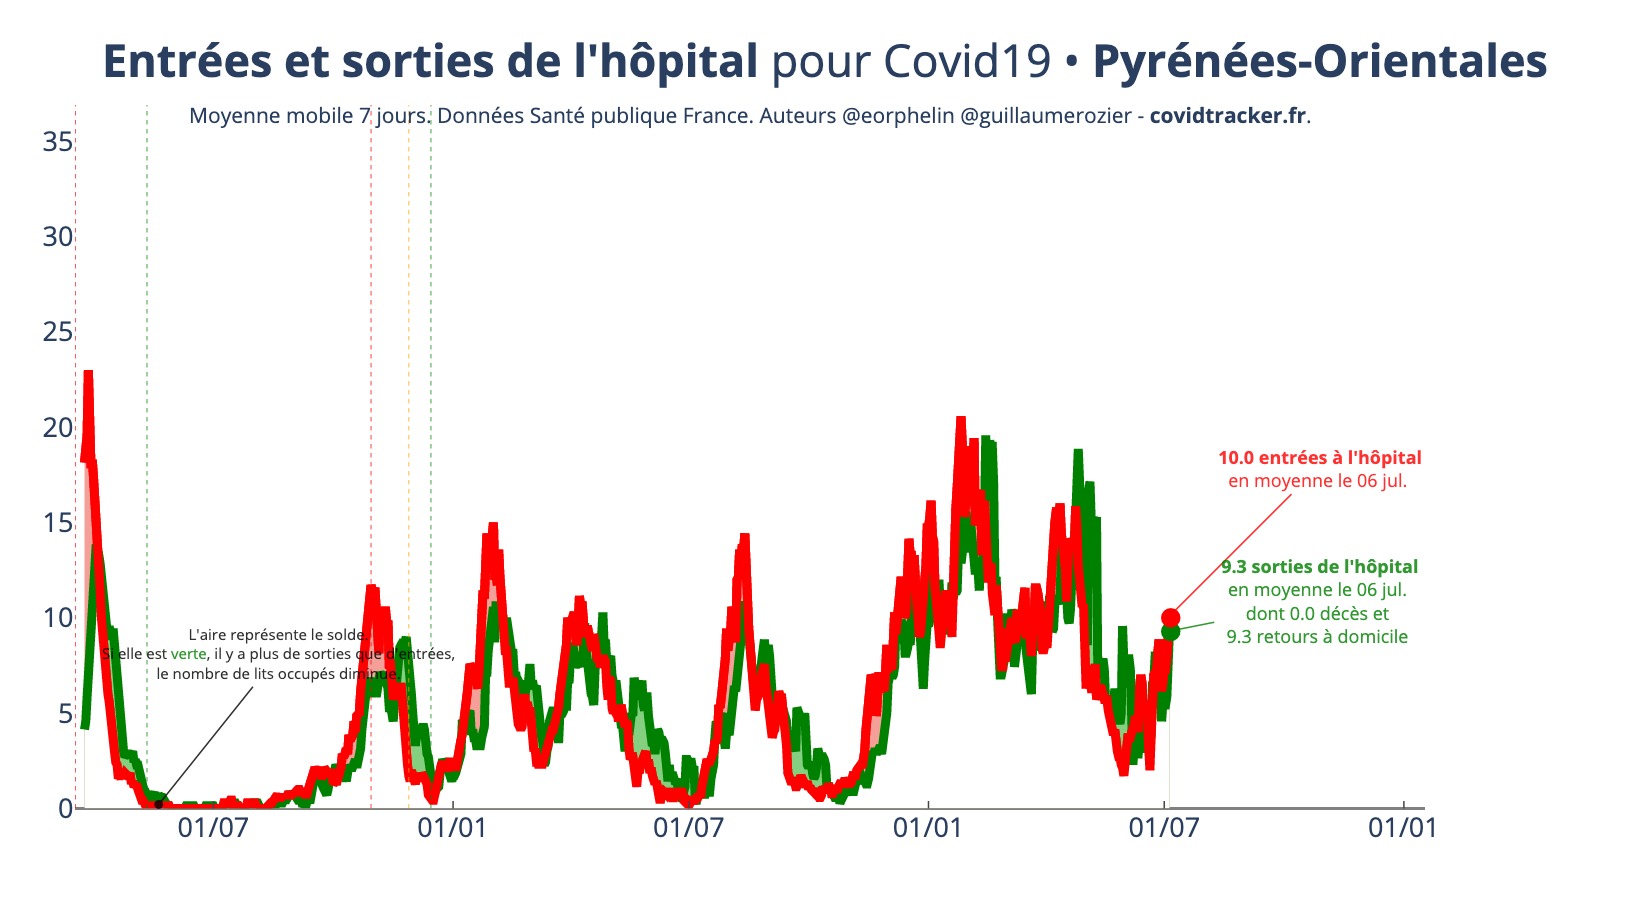 Entrées et sorties de l'hôpital pour Covid19 • Pyrénées-Orientales
Moyenne mobile 7 jours. Données Santé publique France. Auteurs @eorphelin @guillaumerozier - covidtracker.fr.
35
30
25
20
15
10
5
0
10.0 entrées à l'hôpital
en moyenne le 06 jul.
9.3 sorties de l'hôpital
en moyenne le 06 jul.
dont 0.0 décès et
9.3 retours à domicile
L'aire représente le solde.
Si elle est verte, il y a plus de sorties que d'entrées,
le nombre de lits occupés diminue.
01/07
01/01
01/07
01/01
01/07
01/01